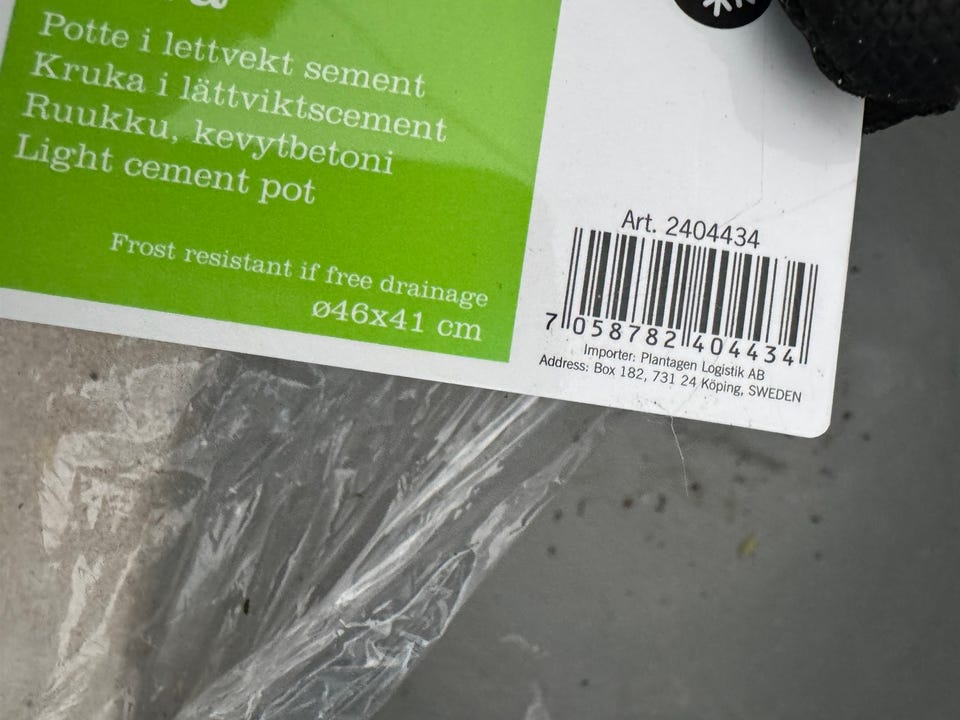 Potte i lettvekt sement
Kruka i lättviktscement
Ruukku, kevytbetoni
Light cement pot
Frost resistant if free drainage
ø46x41 cm
Art. 2404434
7 058782 404434
Importer: Plantagen Logistik AB
Address: Box 182, 731 24 Köping, SWEDEN